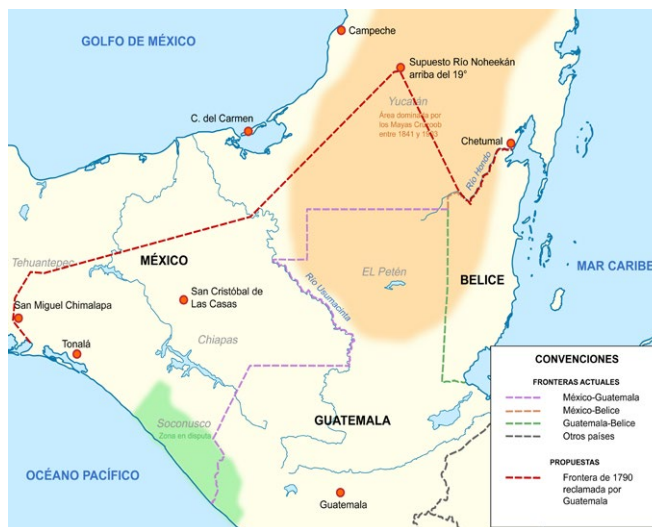 GOLFO DE MÉXICO
Campeche
Supuesto Río Noheekán
arriba del 19°
Yucatán
Área dominada por
los Mayas Cruzoob
entre 1841 y
C. del Carmen
Chetumal
Río Hondo
Tehuantepec
MÉXICO
EL Petén
BELICE
MAR CARIBE
San Miguel Chimalapa
San Cristóbal de
Las Casas
Río Usumacinta
Tonalá
Chiapas
Soconusco
Zona en disputa
GUATEMALA
OCÉANO PACÍFICO
Guatemala
CONVENCIONES
FRONTERAS ACTUALES
México-Guatemala
México-Belice
Guatemala-Belice
Otros países
PROPUESTAS
Frontera de 1790
reclamada por
Guatemala